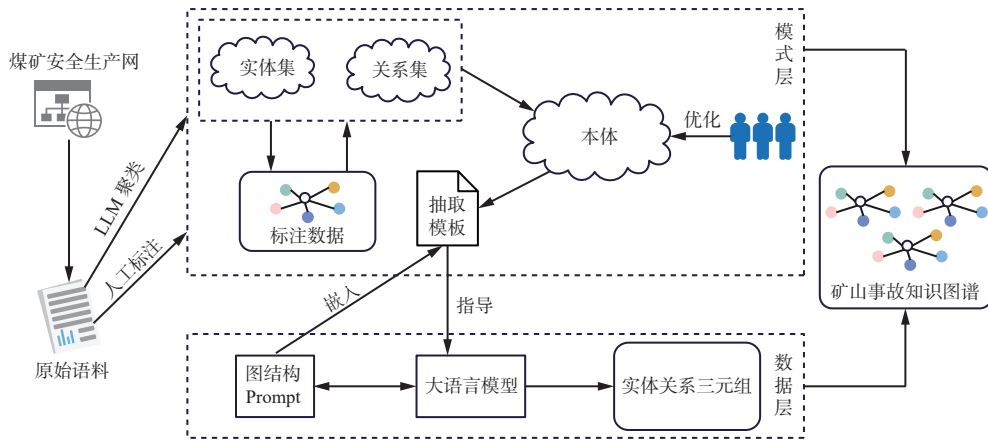 煤矿安全生产网
LLM 聚类
人工标注
原始语料
实体集
关系集
标注数据
本体
优化
抽取
模板
模式层
嵌入
指导
图结构
Prompt
大语言模型
实体关系三元组
数据层
矿山事故知识图谱